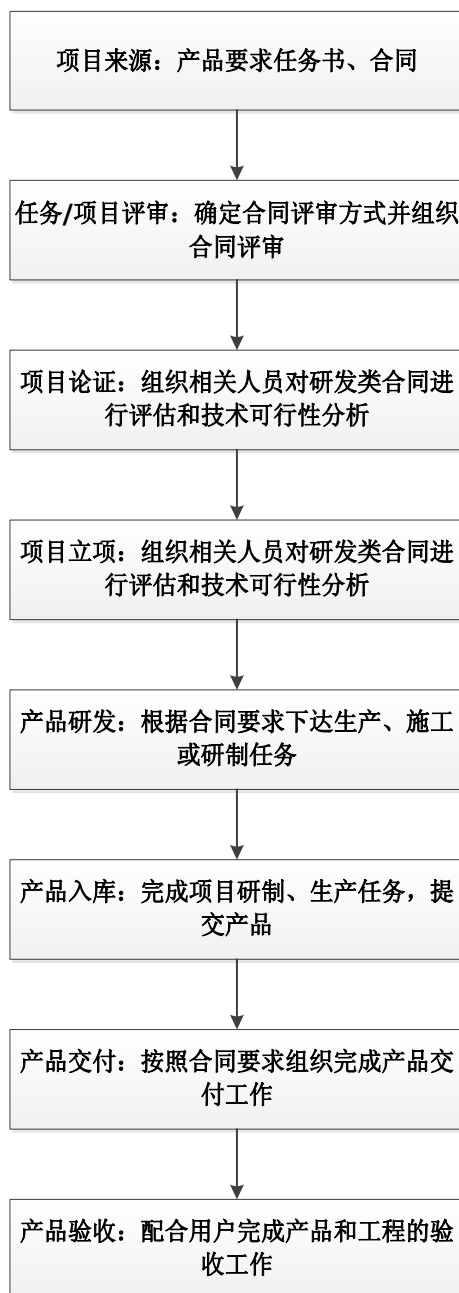 项目来源：产品要求任务书、合同
任务/项目评审：确定合同评审方式并组织
合同评审
项目论证：组织相关人员对研发类合同进
行评估和技术可行性分析
项目立项：组织相关人员对研发类合同进
行评估和技术可行性分析
产品研发：根据合同要求下达生产、施工
或研制任务
产品入库：完成项目研制、生产任务，提
交产品
产品交付：按照合同要求组织完成产品交
付工作
产品验收：配合用户完成产品和工程的验
收工作